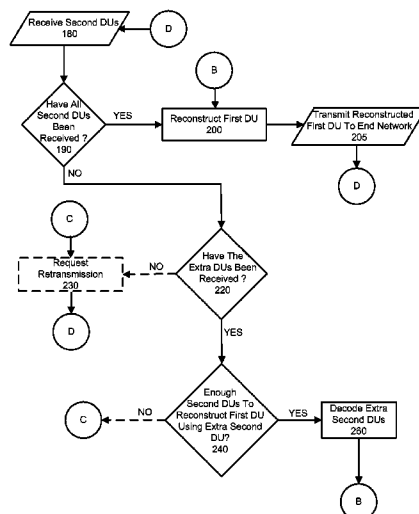 Receive Second DUs
180
D
B
Have All
Second DUs
Been
Received ?
190
YES
Reconstruct First DU
200
Transmit Reconstructed
First DU To End Network
205
D
NO
C
Request
Retransmission
230
NO
Have The
Extra DUs Been
Received ?
220
D
YES
C
NO
Enough
Second DUs To
Reconstruct First DU
Using Extra Second
DU?
240
YES
Decode Extra
Second DUs
260
B